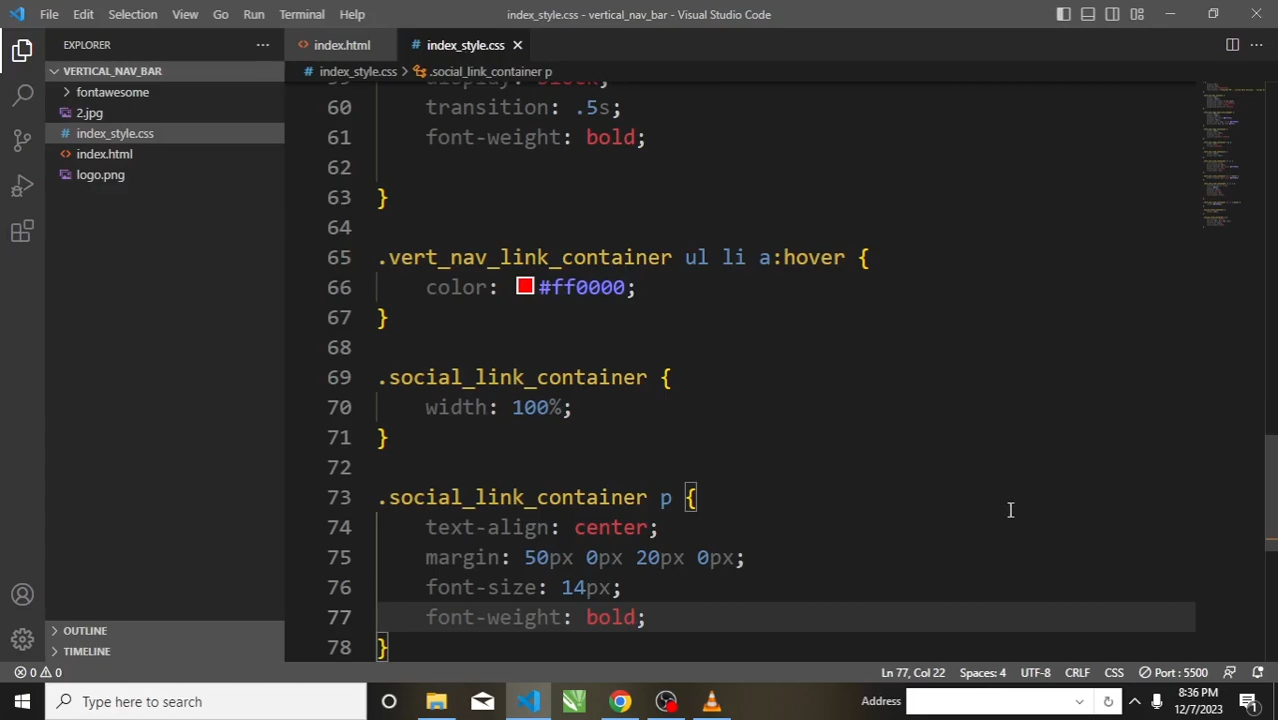 File Edit Selection View Go Run Terminal Help
index_style.css - vertical_nav_bar - Visual Studio Code
EXPLORER
index.html
# index_style.css
VERTICAL_NAV_BAR
# index_style.css > .social_link_container p
fontawesome
2.jpg
# index_style.css
index.html
logo.png
display: block;
60 transition: .5s;
61 font-weight: bold;
62
63 }
64
65 .vert_nav_link_container ul li a:hover {
66 color: #ff0000;
67 }
68
69 .social_link_container {
70 width: 100%;
71 }
72
73 .social_link_container p {
74 text-align: center;
75 margin: 50px 0px 20px 0px;
76 font-size: 14px;
77 font-weight: bold;
78 }
OUTLINE
TIMELINE
0 0
Ln 77, Col 22 Spaces: 4 UTF-8 CRLF CSS Port : 5500
Type here to search
Address
8:36 PM
12/7/2023
1